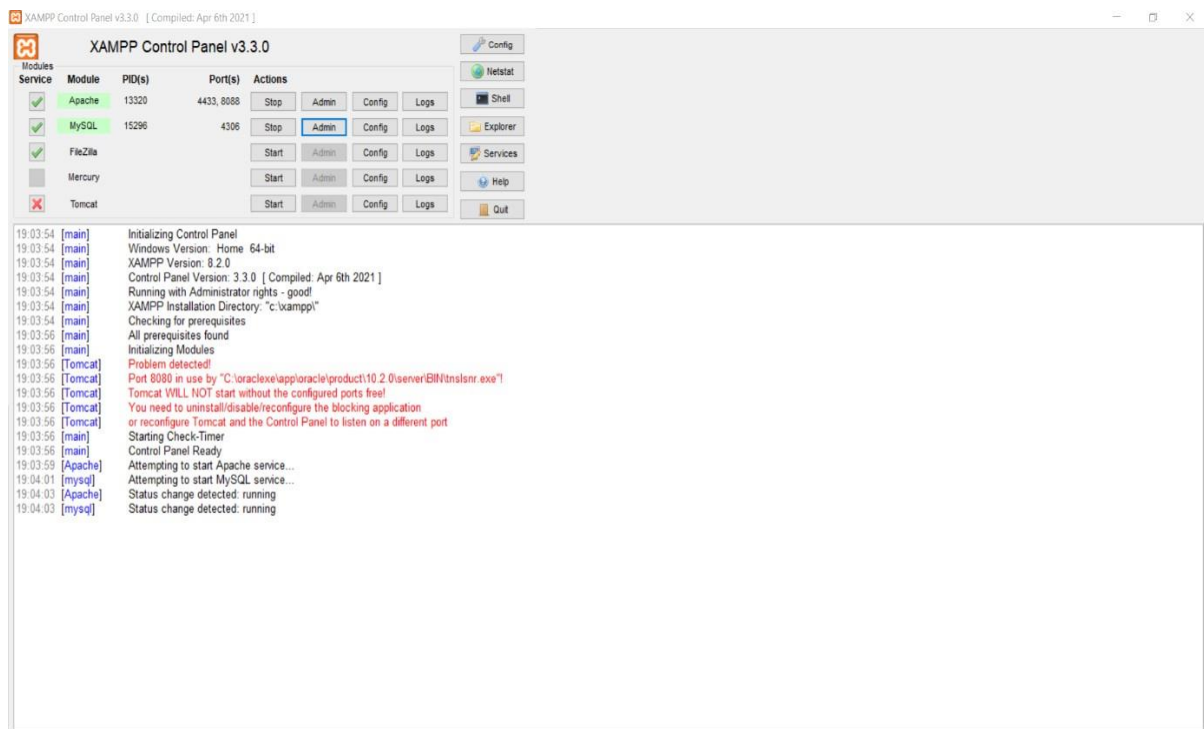 XAMPP Control Panel v3.3.0 [ Compiled: Apr 6th 2021 ]
XAMPP Control Panel v3.3.0
Config
Modules
Service Module PID(s) Port(s) Actions
Netstat
Apache 13320 4433, 8088 Stop Admin Config Logs
Shell
MySQL 15296 4306 Stop Admin Config Logs
Explorer
FileZilla Start Admin Config Logs
Services
Mercury Start Admin Config Logs
Help
Tomcat Start Admin Config Logs
Quit
19:03:54 [main] Initializing Control Panel
19:03:54 [main] Windows Version: Home 64-bit
19:03:54 [main] XAMPP Version: 8.2.0
19:03:54 [main] Control Panel Version: 3.3.0 [ Compiled: Apr 6th 2021 ]
19:03:54 [main] Running with Administrator rights - good!
19:03:54 [main] XAMPP Installation Directory: "c:\xampp\"
19:03:54 [main] Checking for prerequisites
19:03:56 [main] All prerequisites found
19:03:56 [main] Initializing Modules
19:03:56 [Tomcat] Problem detected!
19:03:56 [Tomcat] Port 8080 in use by "C:\oraclexe\app\oracle\product\10.2.0\server\BIN\tnslsnr.exe"!
19:03:56 [Tomcat] Tomcat WILL NOT start without the configured ports free!
19:03:56 [Tomcat] You need to uninstall/disable/reconfigure the blocking application
19:03:56 [Tomcat] or reconfigure Tomcat and the Control Panel to listen on a different port
19:03:56 [main] Starting Check-Timer
19:03:56 [main] Control Panel Ready
19:03:59 [Apache] Attempting to start Apache service...
19:04:01 [mysql] Attempting to start MySQL service...
19:04:03 [Apache] Status change detected: running
19:04:03 [mysql] Status change detected: running